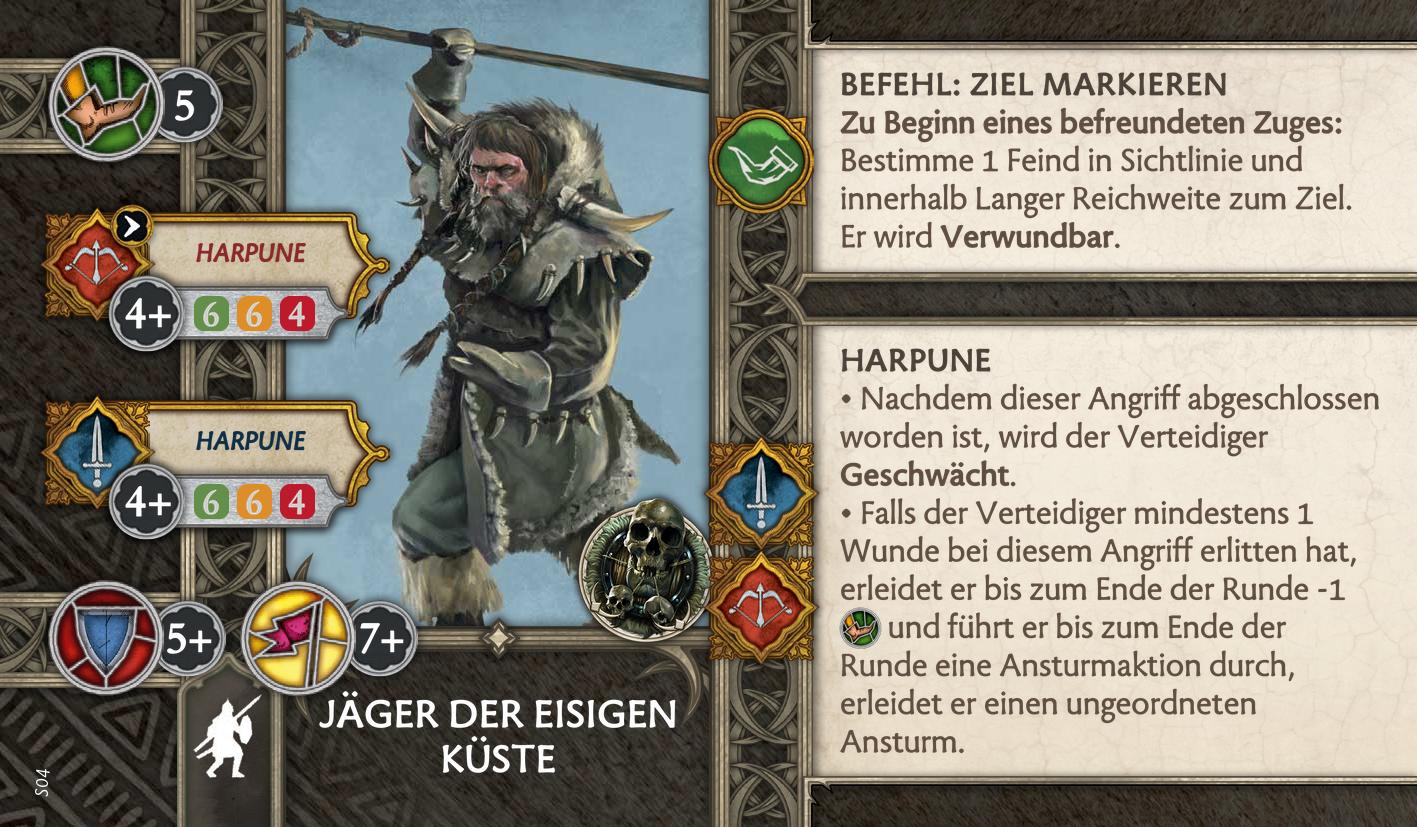 5
HARPUNE
4+ 6 6 4
HARPUNE
4+ 6 6 4
5+ 7+
JÄGER DER EISIGEN
KÜSTE
S04
BEFEHL: ZIEL MARKIEREN
Zu Beginn eines befreundeten Zuges:
Bestimme 1 Feind in Sichtlinie und
innerhalb Langer Reichweite zum Ziel.
Er wird Verwundbar.
HARPUNE
• Nachdem dieser Angriff abgeschlossen
worden ist, wird der Verteidiger
Geschwächt.
• Falls der Verteidiger mindestens 1
Wunde bei diesem Angriff erlitten hat,
erleidet er bis zum Ende der Runde -1
und führt er bis zum Ende der
Runde eine Ansturmaktion durch,
erleidet er einen ungeordneten
Ansturm.